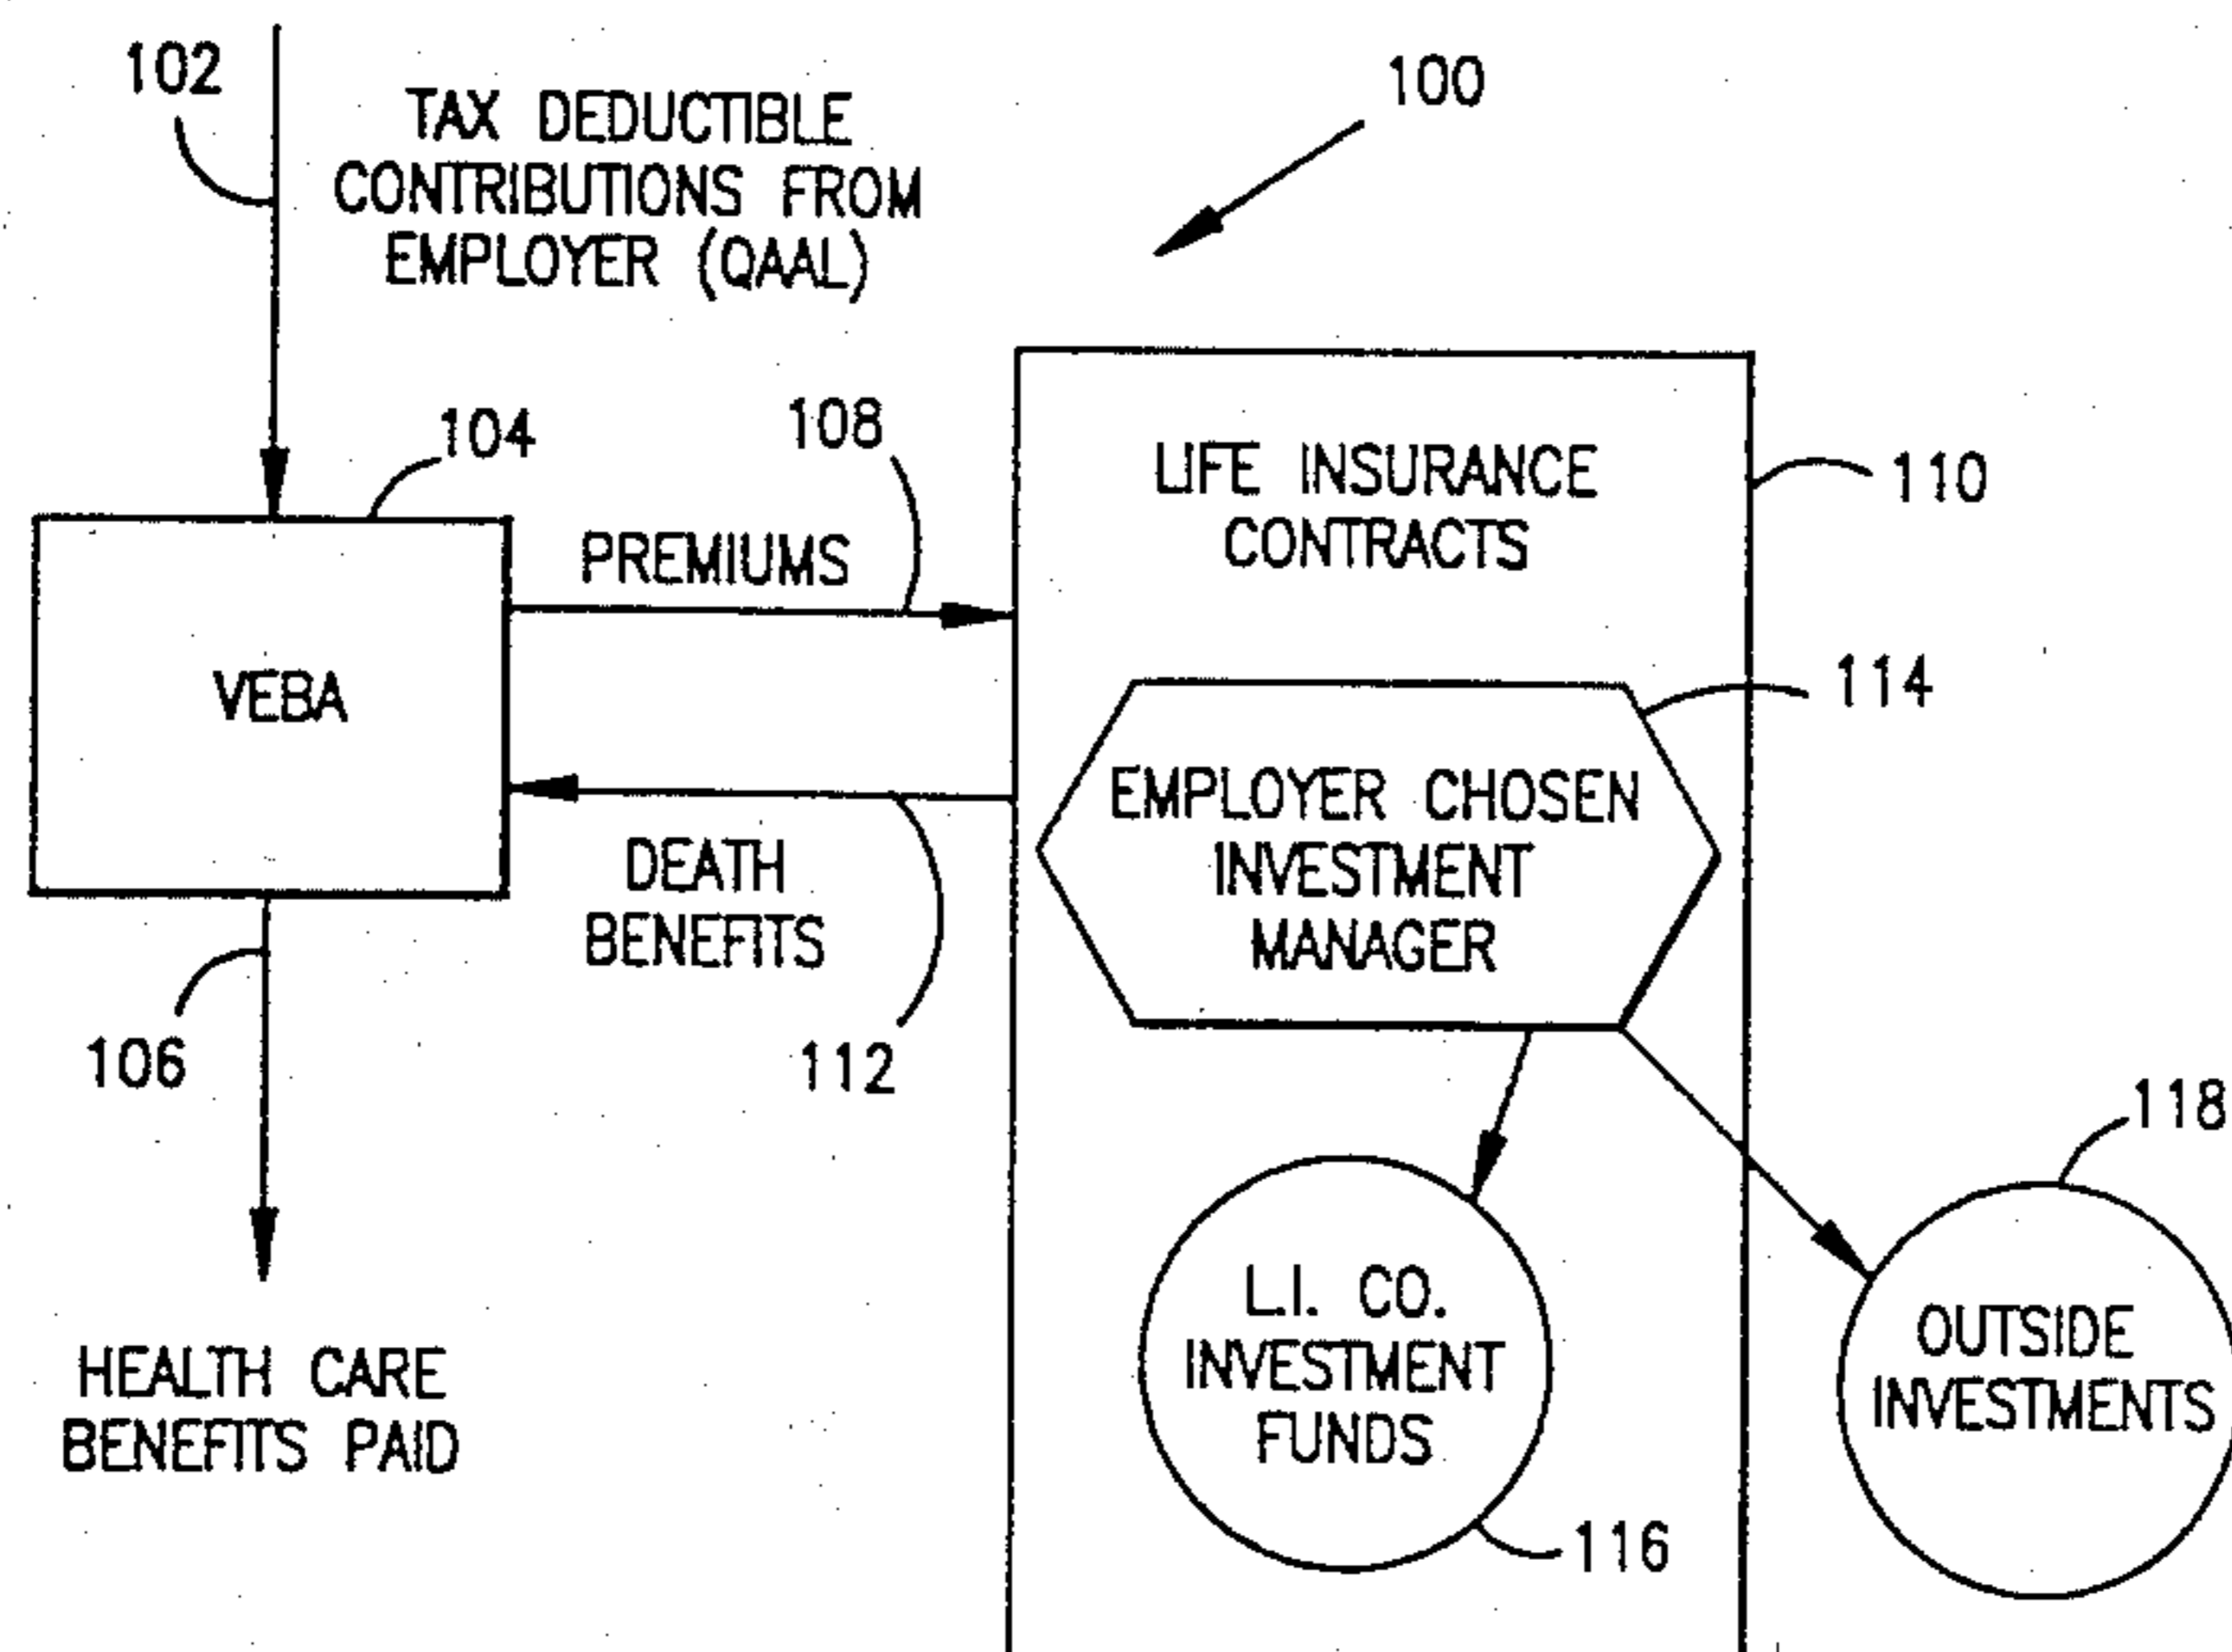 102
TAX DEDUCTIBLE
CONTRIBUTIONS FROM
EMPLOYER (QAAL)
100
104
108
LIFE INSURANCE
CONTRACTS
110
PREMIUMS
VEBA
114
EMPLOYER CHOSEN
INVESTMENT
MANAGER
DEATH
BENEFITS
106
112
118
L.I. CO.
INVESTMENT
FUNDS
OUTSIDE
INVESTMENTS
HEALTH CARE
BENEFITS PAID
116